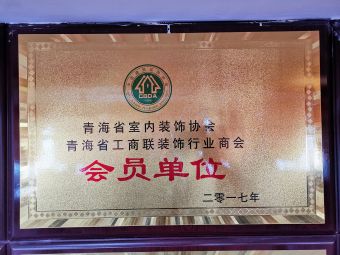 CBDA
青海省室内装饰协会
青海省工商联装饰行业商会
会员单位
二零一七年